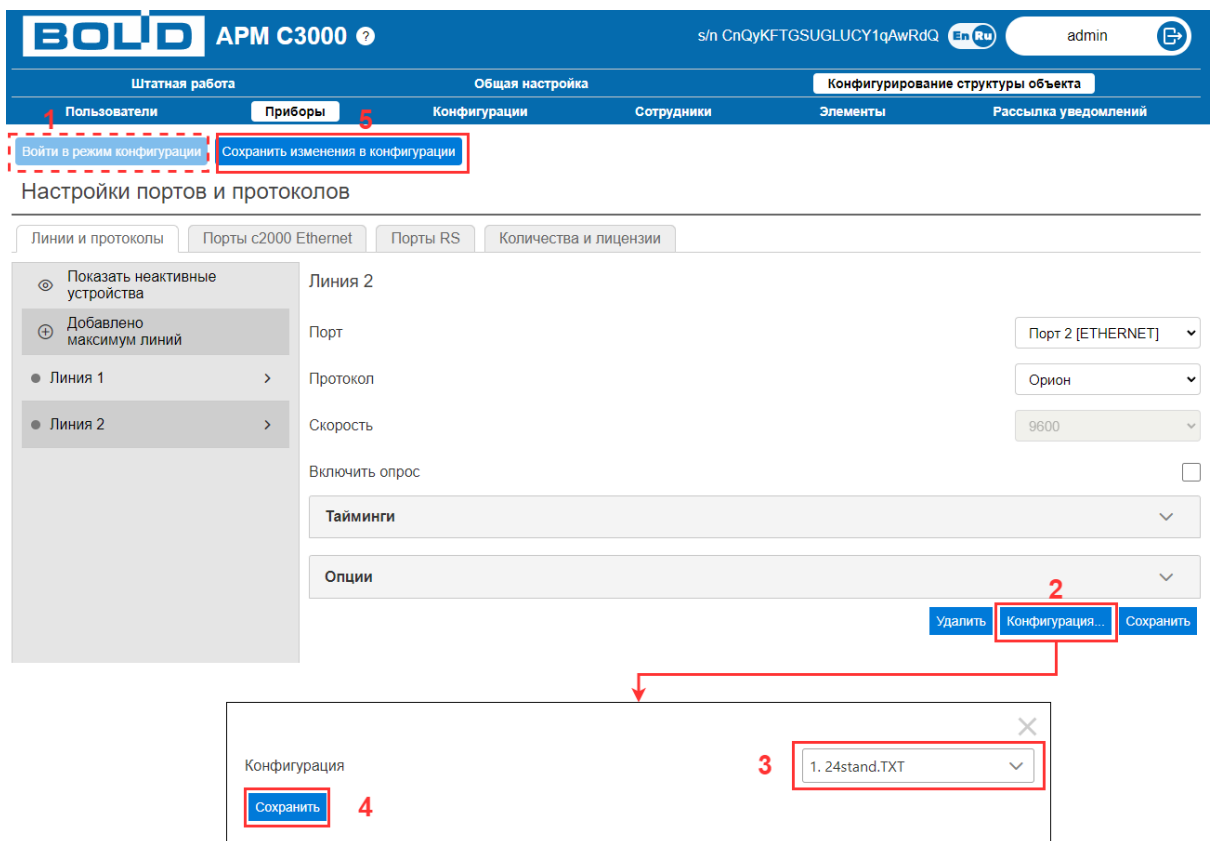 BOLID АРМ С3000 ? s/n CnQyKFTGSUGLUCY1qAwRdQ En Ru admin
Штатная работа Общая настройка Конфигурирование структуры объекта
Пользователи Приборы Конфигурации Сотрудники Элементы Рассылка уведомлений
1 5
Войти в режим конфигурации Сохранить изменения в конфигурации
Настройки портов и протоколов
Линии и протоколы Порты с2000 Ethernet Порты RS Количества и лицензии
Показать неактивные
устройства
Добавлено
максимум линий
Линия 1
Линия 2
Линия 2
Порт Порт 2 [ETHERNET]
Протокол Орион
Скорость 9600
Включить опрос
Тайминги
Опции
2
Удалить Конфигурация... Сохранить
Конфигурация 3 1. 24stand.TXT
Сохранить 4